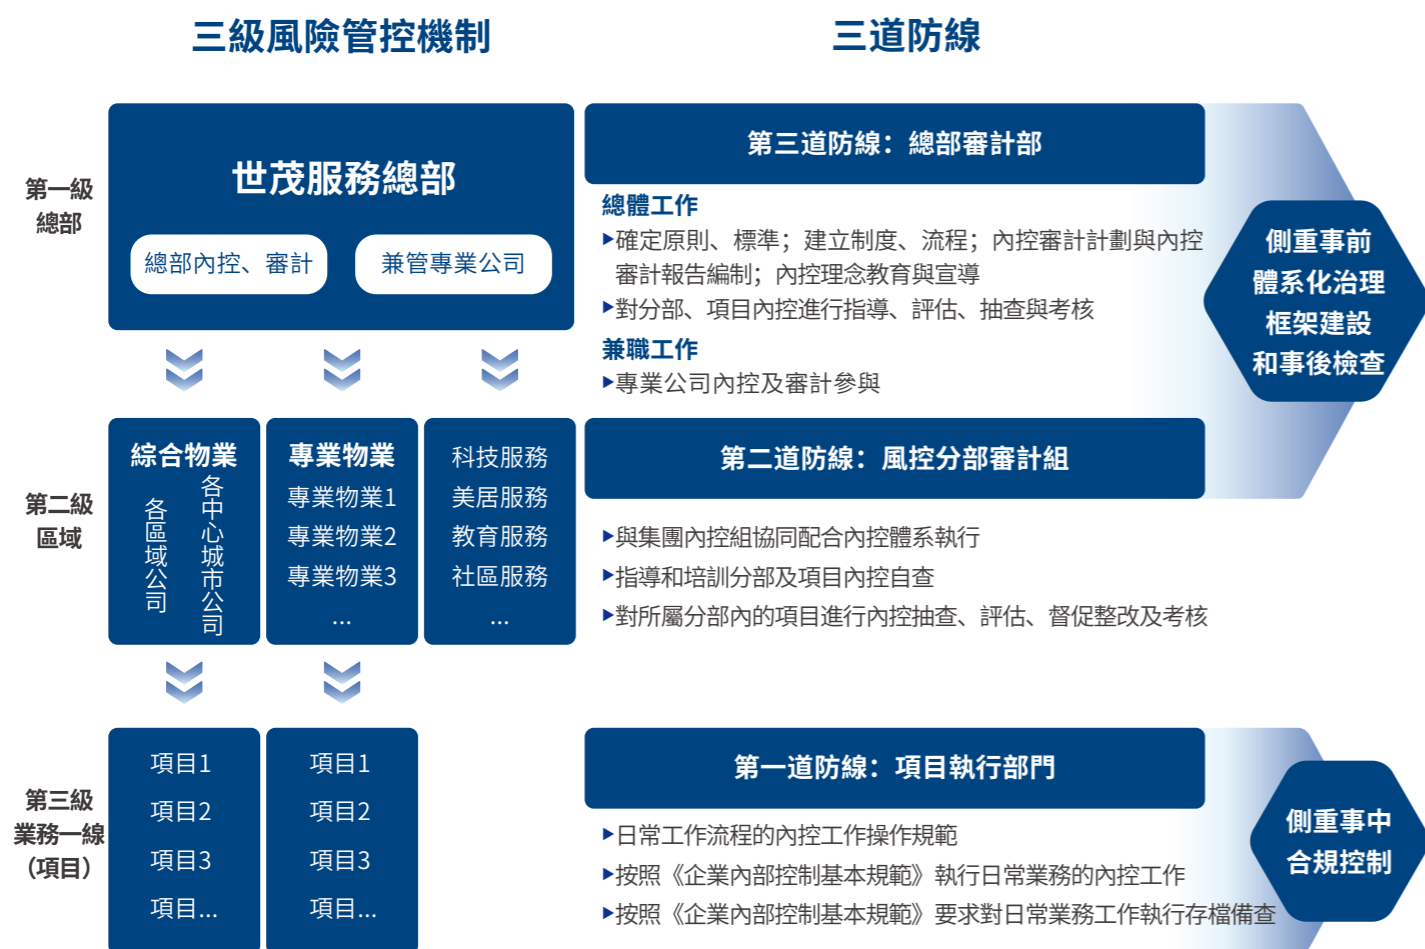 三級風險管控機制
三道防線
第一級
總部
世茂服務總部
總部內控、審計
兼管專業公司
第三道防線：總部審計部
總體工作
▶確定原則、標準；建立制度、流程；內控審計計劃與內控
審計報告編制；內控理念教育與宣導
▶對分部、項目內控進行指導、評估、抽查與考核
兼職工作
▶專業公司內控及審計參與
側重事前
體系化治理
框架建設
和事後檢查
第二級
區域
綜合物業
各區域公司
各中心城市公司
專業物業
專業物業1
專業物業2
專業物業3
...
科技服務
美居服務
教育服務
社區服務
...
第二道防線：風控分部審計組
▶與集團內控組協同配合內控體系執行
▶指導和培訓分部及項目內控自查
▶對所屬分部內的項目進行內控抽查、評估、督促整改及考核
第三級
業務一線
（項目）
項目1
項目2
項目3
項目...
項目1
項目2
項目3
項目...
第一道防線：項目執行部門
▶日常工作流程的內控工作操作規範
▶按照《企業內部控制基本規範》執行日常業務的內控工作
▶按照《企業內部控制基本規範》要求對日常業務工作執行存檔備查
側重事中
合規控制